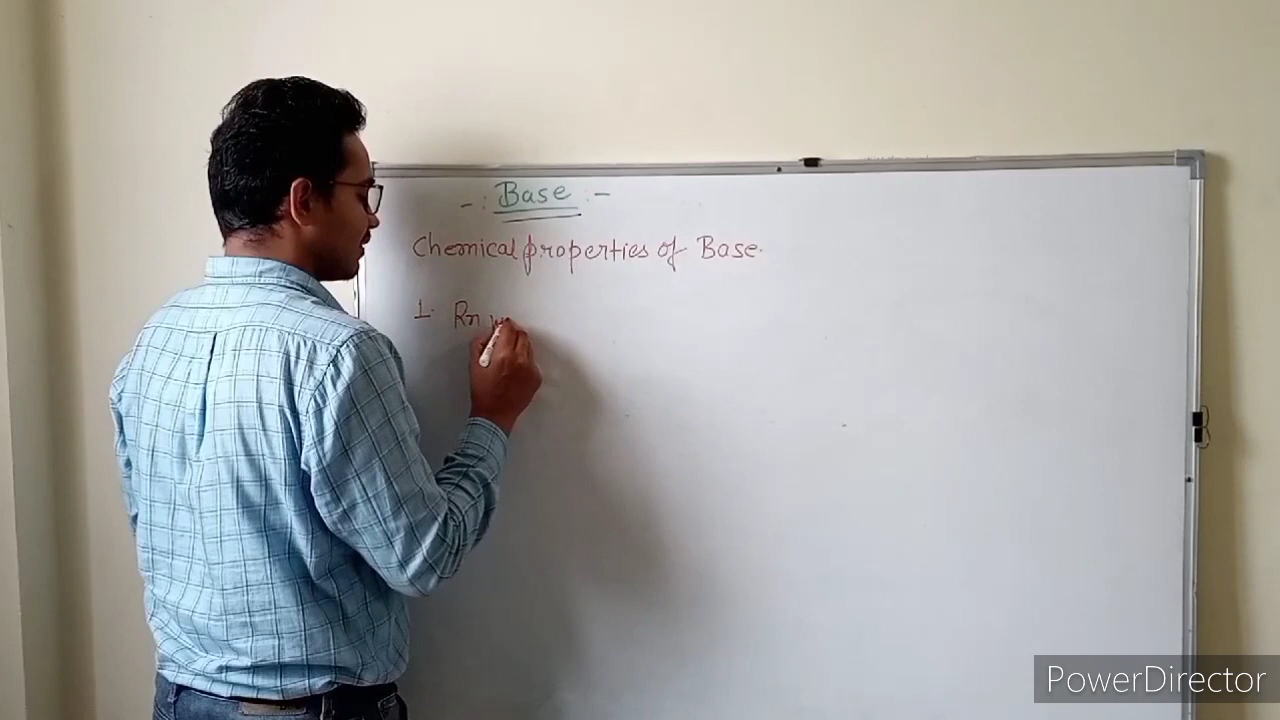 -: Base :-
Chemical properties of Base.
1. Rn
PowerDirector